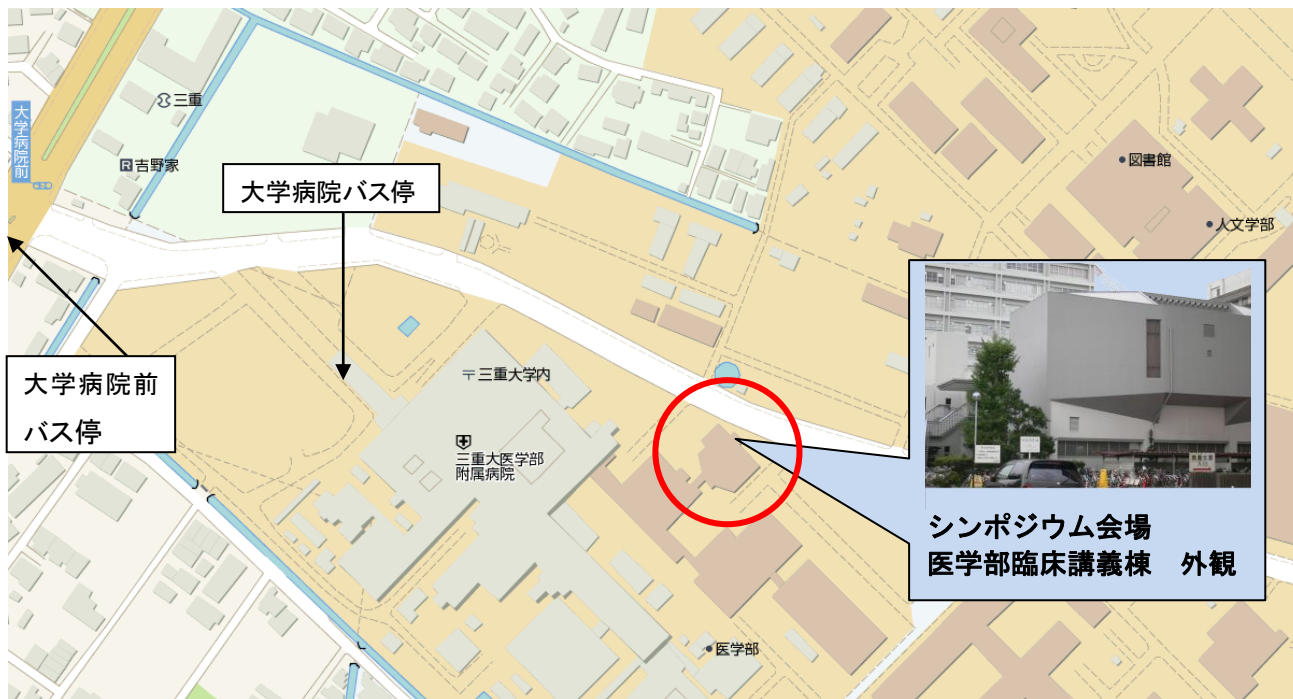 大学病院前
三重
R吉野家
大学病院バス停
図書館
人文学部
大学病院前
バス停
〒三重大学内
三重大医学部
附属病院
シンポジウム会場
医学部臨床講義棟　外観
医学部